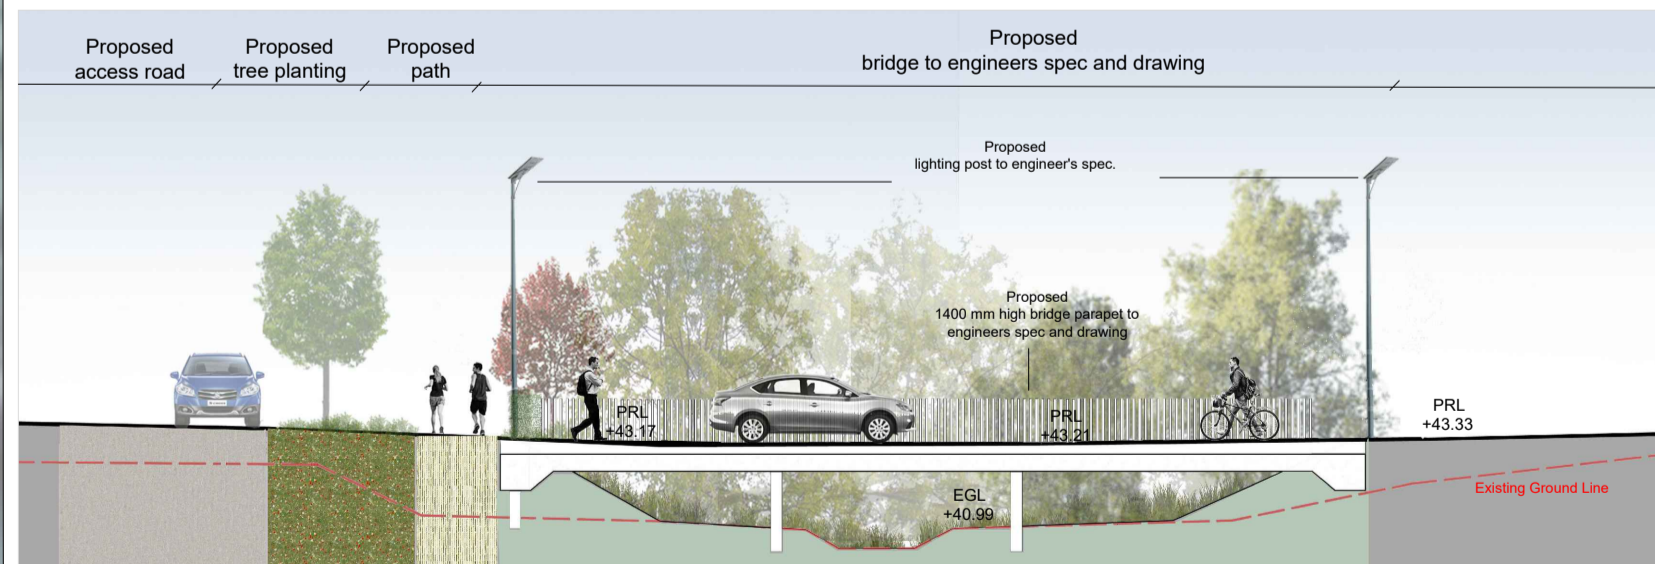 Proposed
access road
Proposed
tree planting
Proposed
path
Proposed
bridge to engineers spec and drawing
Proposed
lighting post to engineer's spec.
Proposed
1400 mm high bridge parapet to
engineers spec and drawing
PRL
+43.17
PRL
+43.21
PRL
+43.33
EGL
+40.99
Existing Ground Line